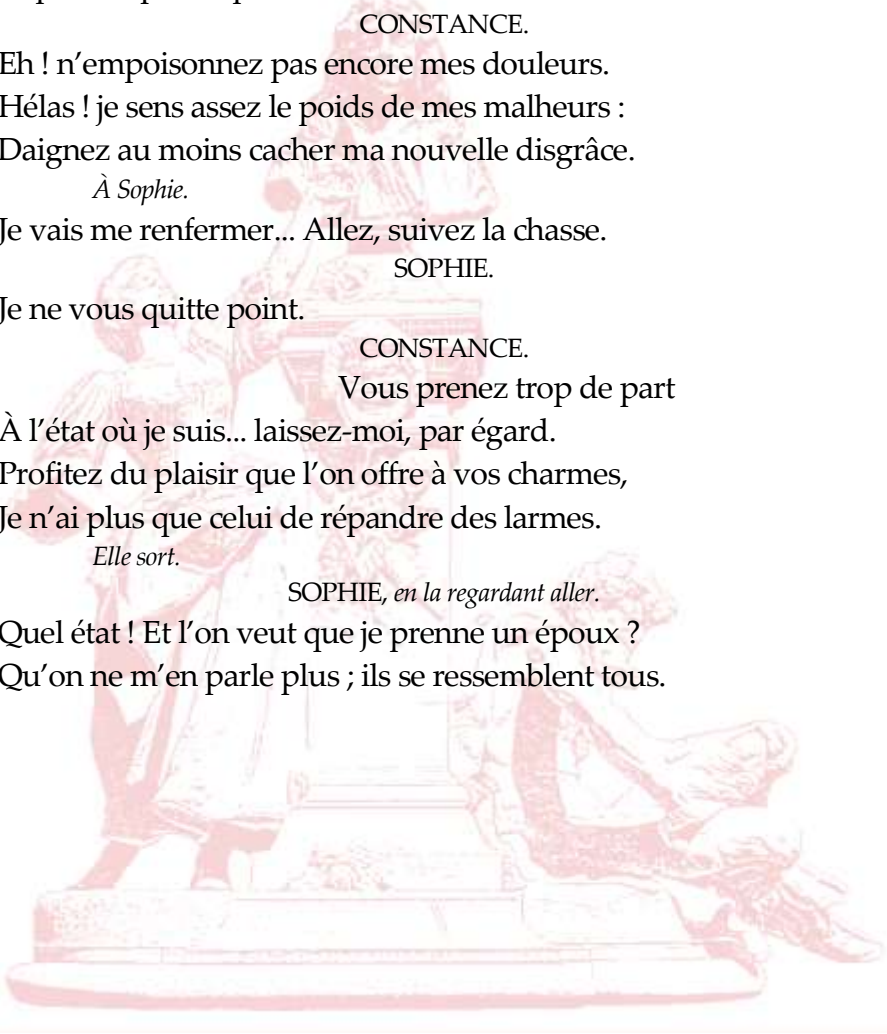 CONSTANCE.
Eh ! n’empoisonnez pas encore mes douleurs.
Hélas ! je sens assez le poids de mes malheurs :
Daignez au moins cacher ma nouvelle disgrâce.
À Sophie.
Je vais me renfermer... Allez, suivez la chasse.
SOPHIE.
Je ne vous quitte point.
CONSTANCE.
Vous prenez trop de part
À l’état où je suis... laissez-moi, par égard.
Profitez du plaisir que l’on offre à vos charmes,
Je n’ai plus que celui de répandre des larmes.
Elle sort.
SOPHIE, en la regardant aller.
Quel état ! Et l’on veut que je prenne un époux ?
Qu’on ne m’en parle plus ; ils se ressemblent tous.